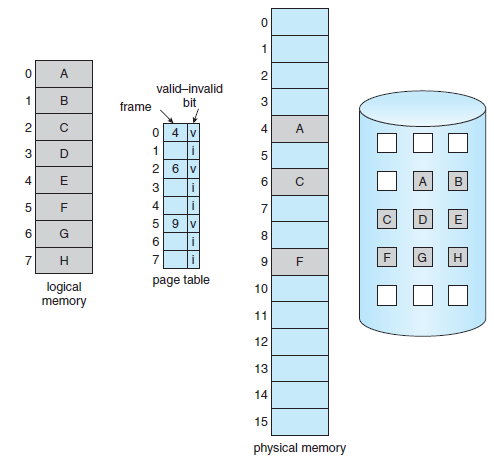 0 A
1 B
2 C
3 D
4 E
5 F
6 G
7 H
logical
memory
valid–invalid
bit
frame
0 4 v
1 i
2 6 v
3 i
4 i
5 9 v
6 i
7 i
page table
0
1
2
3
4 A
5
6 C
7
8
9 F
10
11
12
13
14
15
physical memory
A B
C D E
F G H